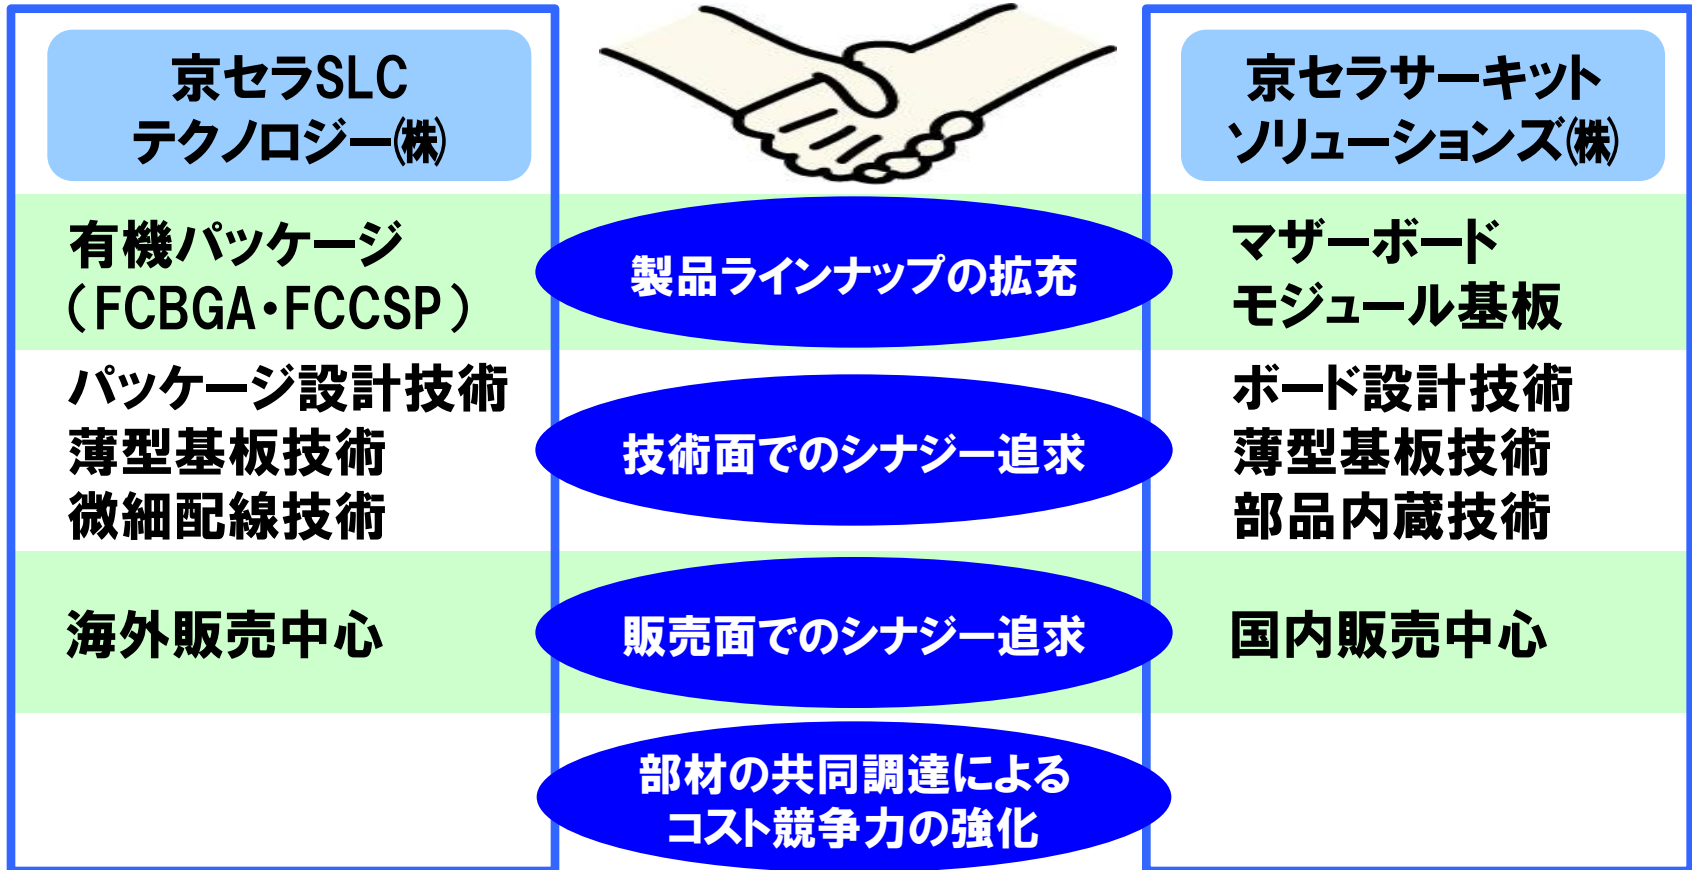 京セラSLC
テクノロジー㈱
京セラサーキット
ソリューションズ㈱
有機パッケージ
（FCBGA・FCCSP）
製品ラインナップの拡充
マザーボード
モジュール基板
パッケージ設計技術
薄型基板技術
微細配線技術
技術面でのシナジー追求
ボード設計技術
薄型基板技術
部品内蔵技術
海外販売中心
販売面でのシナジー追求
国内販売中心
部材の共同調達による
コスト競争力の強化